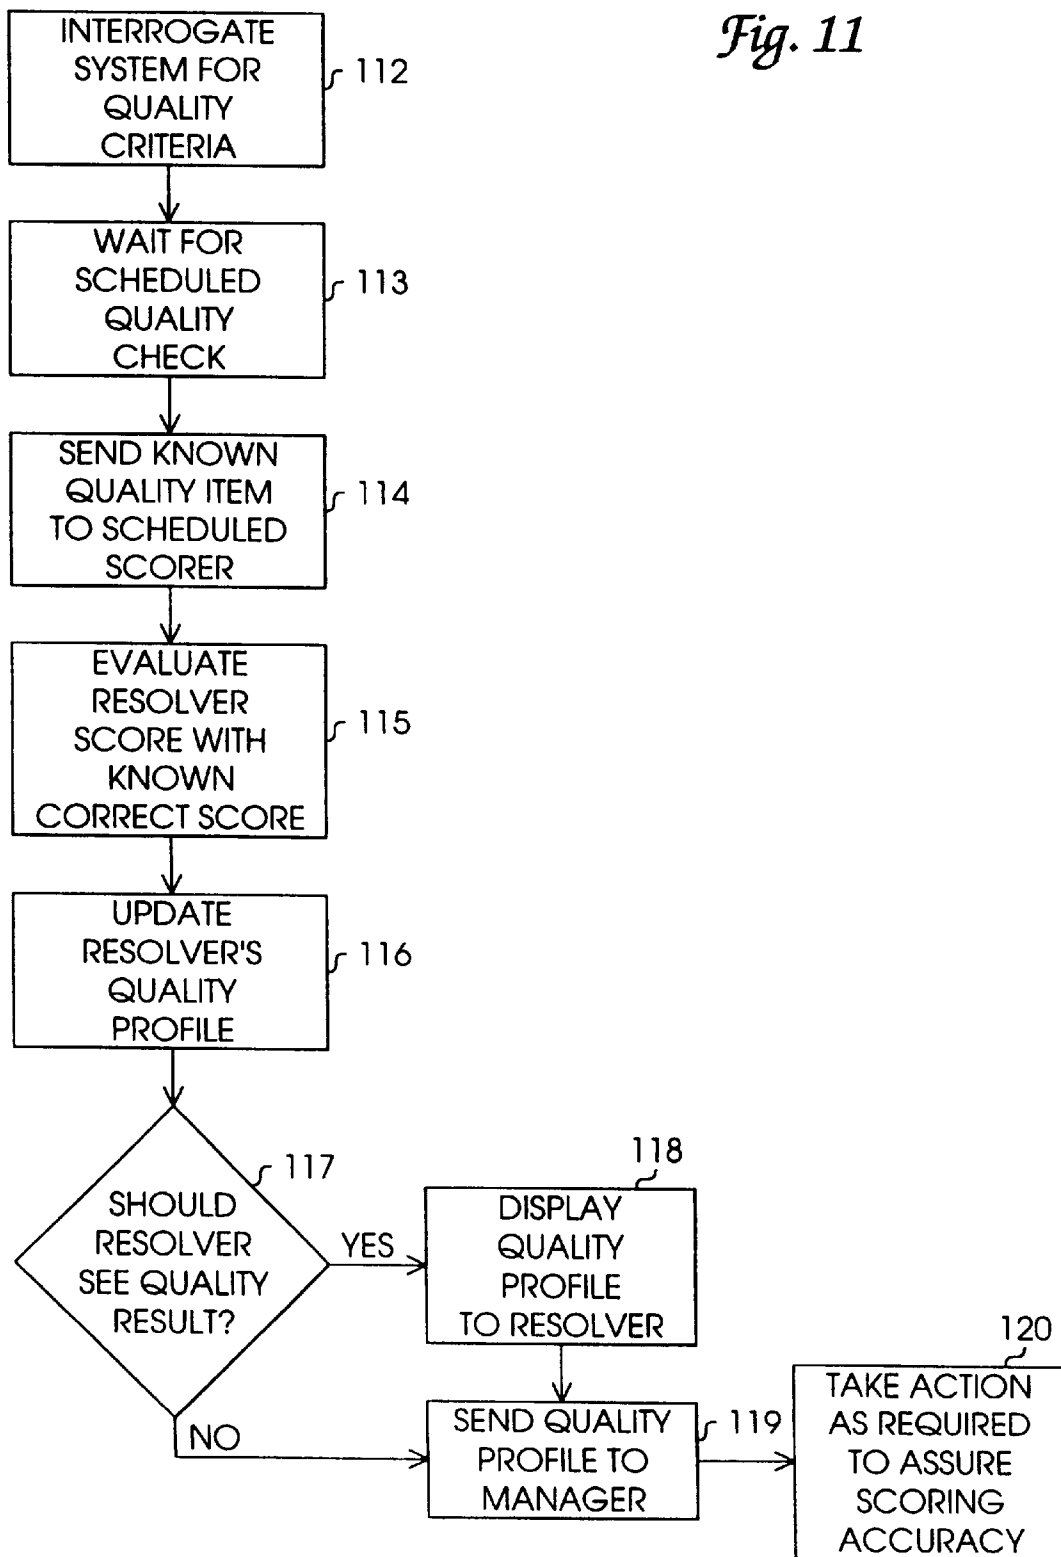 Fig. 11
INTERROGATE
SYSTEM FOR
QUALITY
CRITERIA
112
WAIT FOR
SCHEDULED
QUALITY
CHECK
113
SEND KNOWN
QUALITY ITEM
TO SCHEDULED
SCORER
114
EVALUATE
RESOLVER
SCORE WITH
KNOWN
CORRECT SCORE
115
UPDATE
RESOLVER'S
QUALITY
PROFILE
116
SHOULD
RESOLVER
SEE QUALITY
RESULT?
117
YES
DISPLAY
QUALITY
PROFILE
TO RESOLVER
118
NO
SEND QUALITY
PROFILE TO
MANAGER
119
TAKE ACTION
AS REQUIRED
TO ASSURE
SCORING
ACCURACY
120